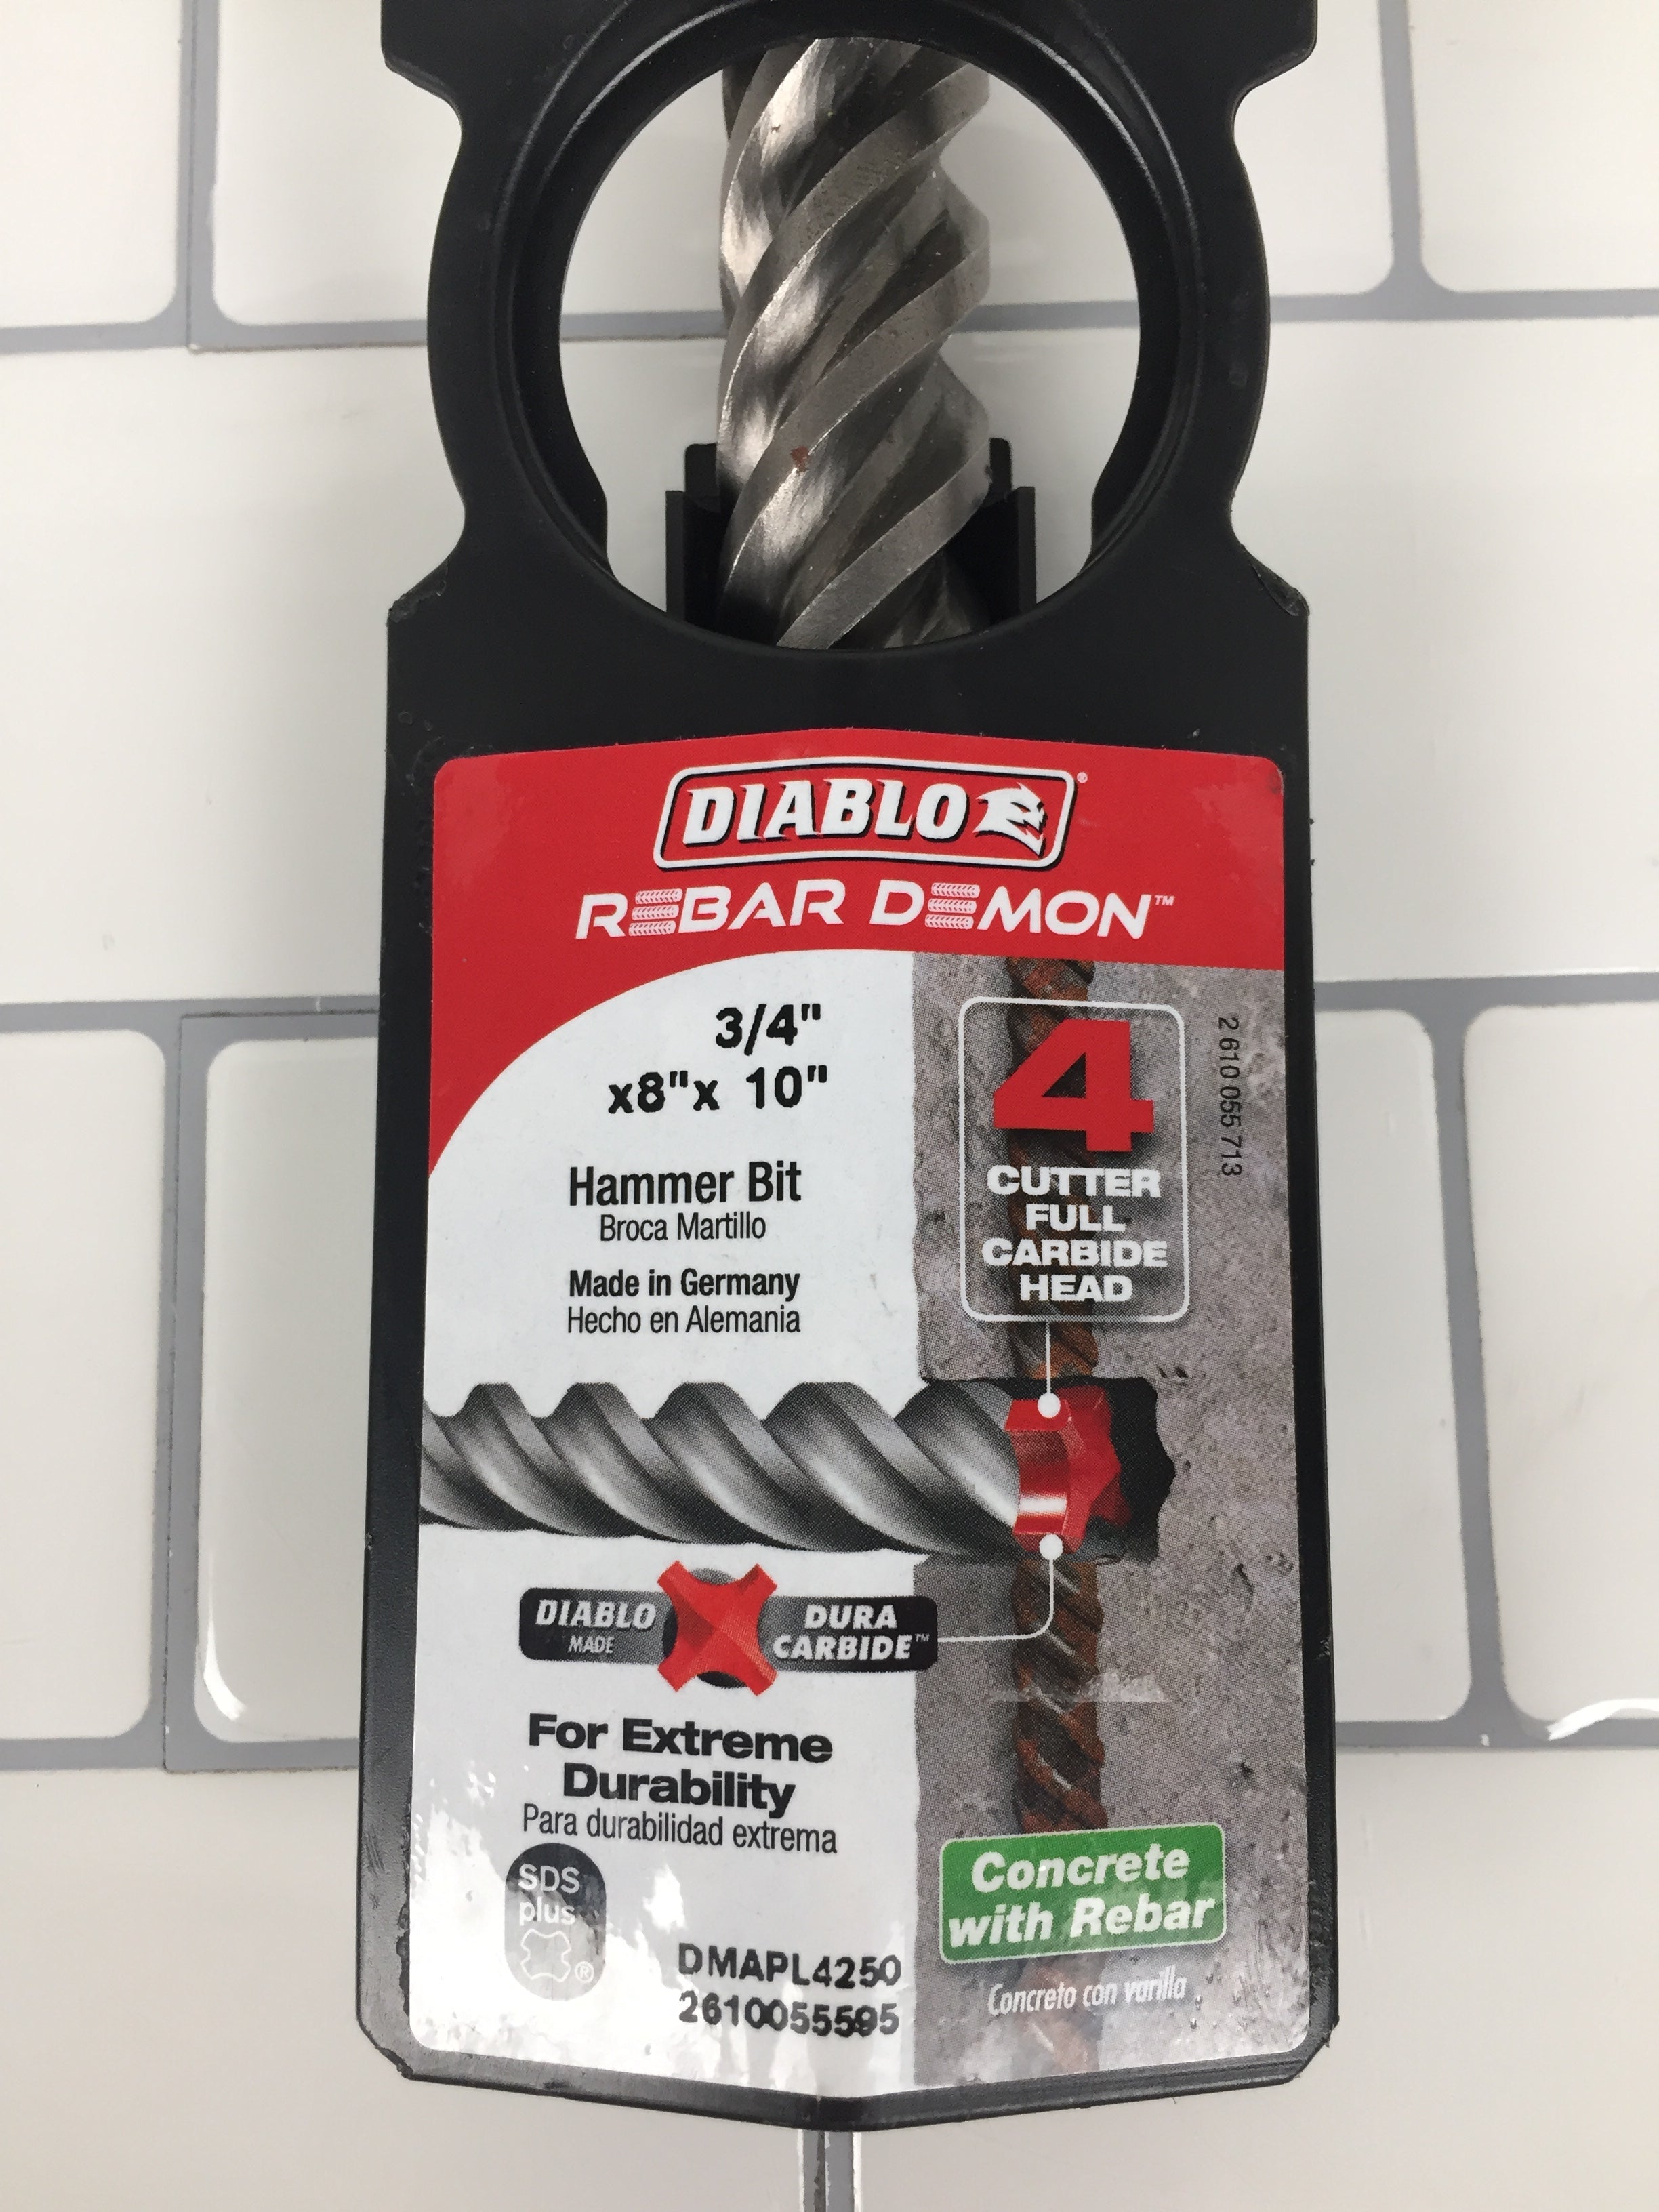 DIABLO®
REBAR DEMON™
3/4"
x8"x 10"
Hammer Bit
Broca Martillo
Made in Germany
Hecho en Alemania
4
CUTTER
FULL
CARBIDE
HEAD
2 610 055 713
DIABLO
MADE
DURA
CARBIDE™
For Extreme
Durability
Para durabilidad extrema
SDS
plus
®
DMAPL4250
2610055595
Concrete
with Rebar
Concreto con varilla